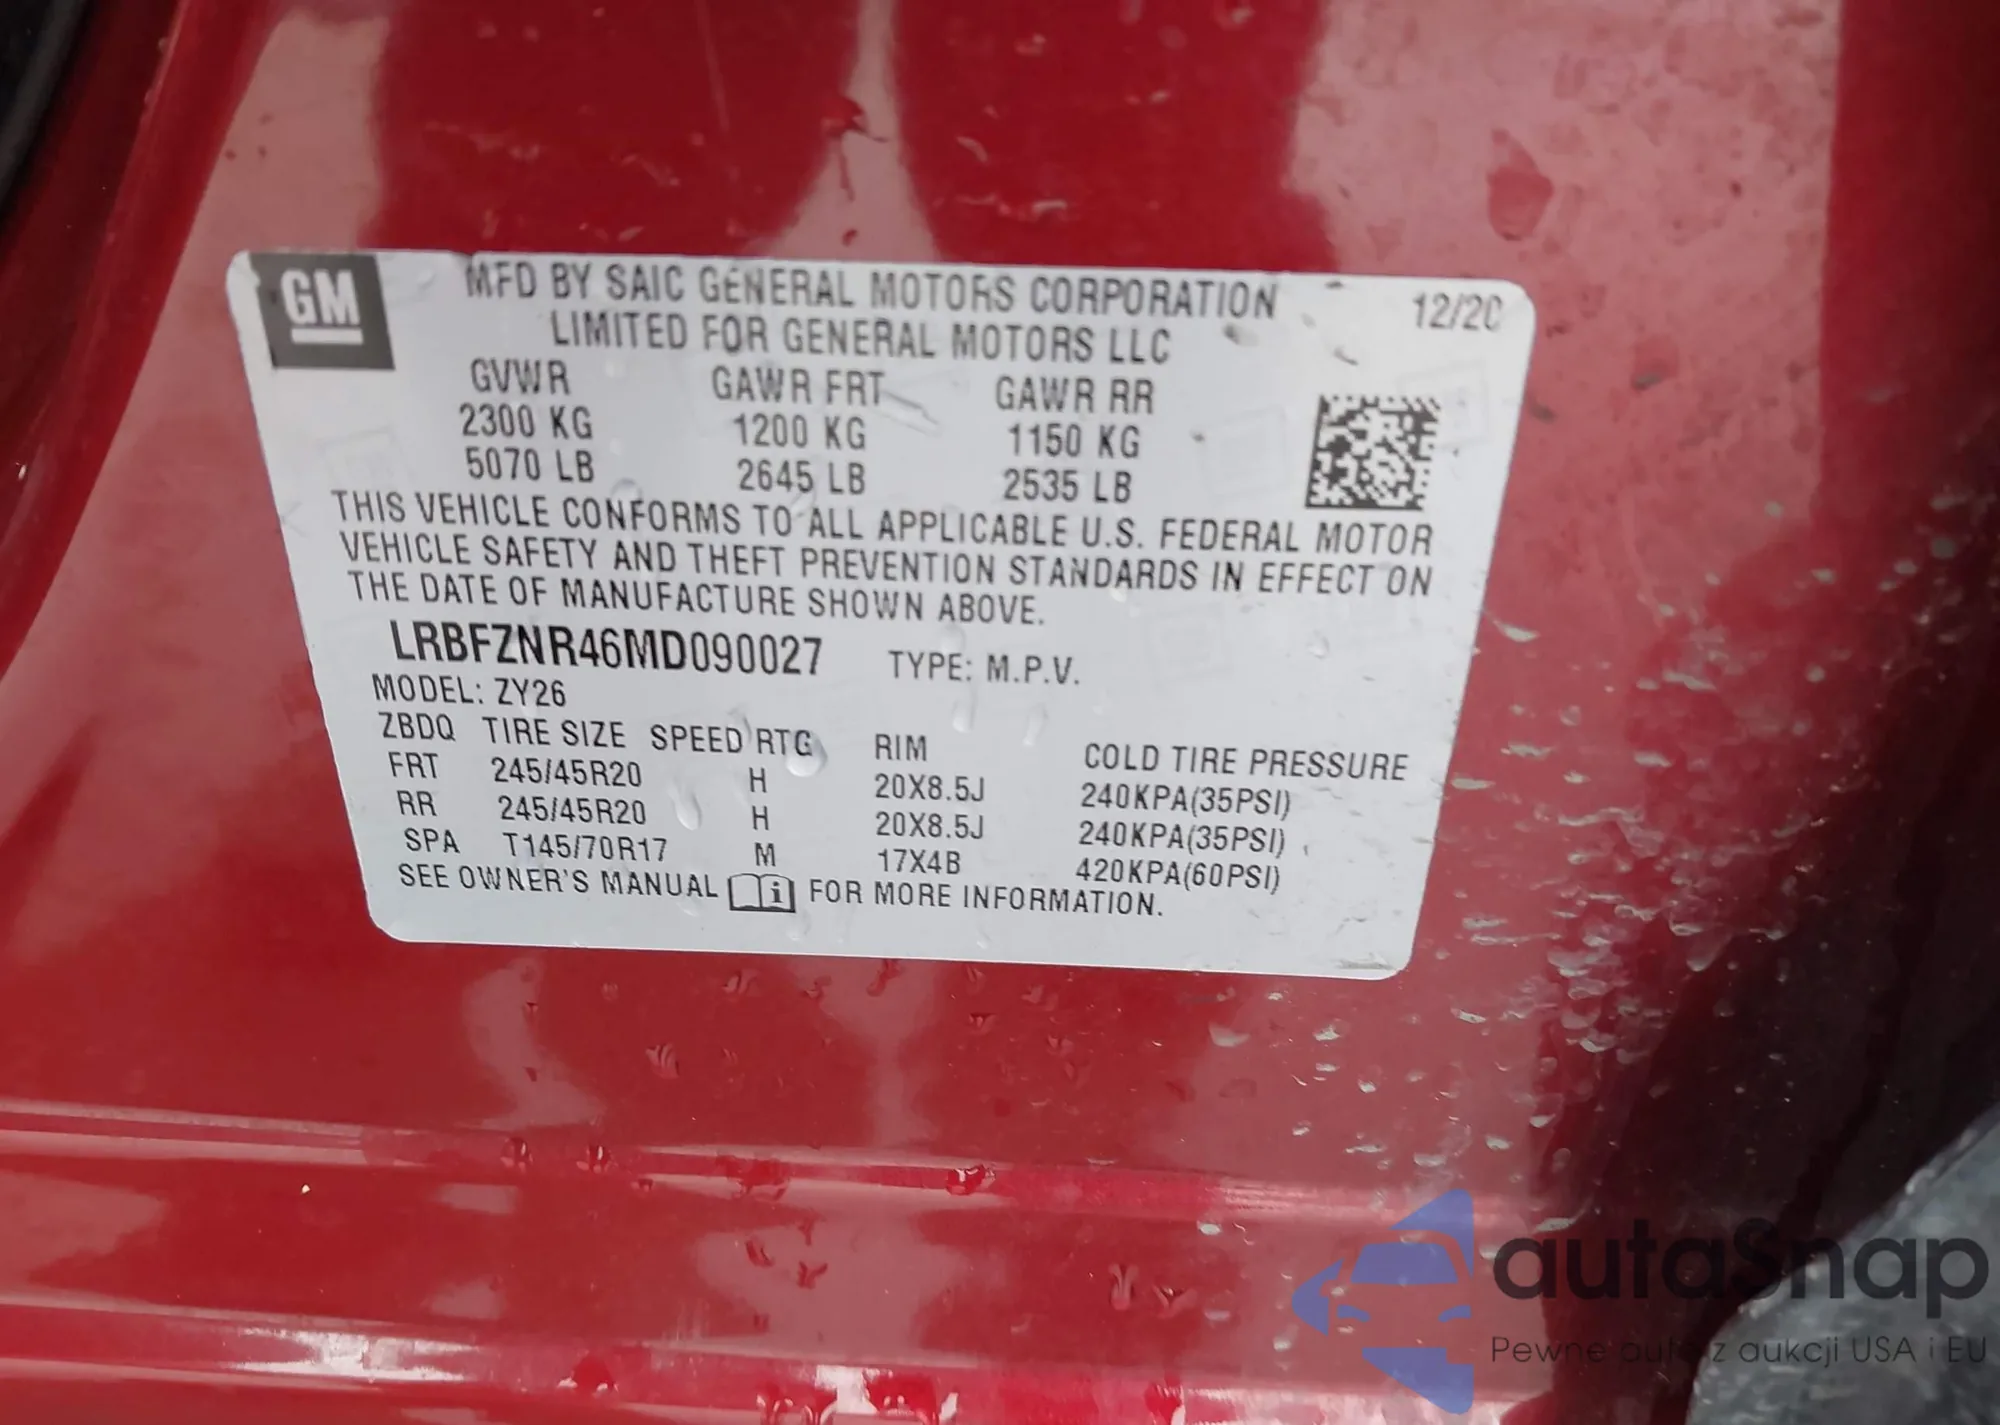 GM
MFD BY SAIC GENERAL MOTORS CORPORATION
12/20
LIMITED FOR GENERAL MOTORS LLC
GVWR GAWR FRT GAWR RR
2300 KG 1200 KG 1150 KG
5070 LB 2645 LB 2535 LB
THIS VEHICLE CONFORMS TO ALL APPLICABLE U.S. FEDERAL MOTOR
VEHICLE SAFETY AND THEFT PREVENTION STANDARDS IN EFFECT ON
THE DATE OF MANUFACTURE SHOWN ABOVE.
LRBFZNR46MD090027 TYPE: M.P.V.
MODEL: ZY26
ZBDQ TIRE SIZE SPEED RTG RIM COLD TIRE PRESSURE
FRT 245/45R20 H 20X8.5J 240KPA(35PSI)
RR 245/45R20 H 20X8.5J 240KPA(35PSI)
SPA T145/70R17 M 17X4B 420KPA(60PSI)
SEE OWNER'S MANUAL i FOR MORE INFORMATION.
autaSnap
Pewne auto z aukcji USA i EU